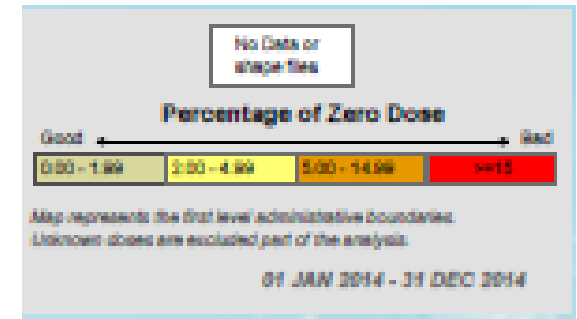 No Data or
shape files
Percentage of Zero Dose
Good Bad
0.00 - 1.99 2.00 - 4.99 5.00 - 14.99 >=15
Map represents the first level administrative boundaries.
Unknown doses are excluded part of the analysis.
01 JAN 2014 - 31 DEC 2014